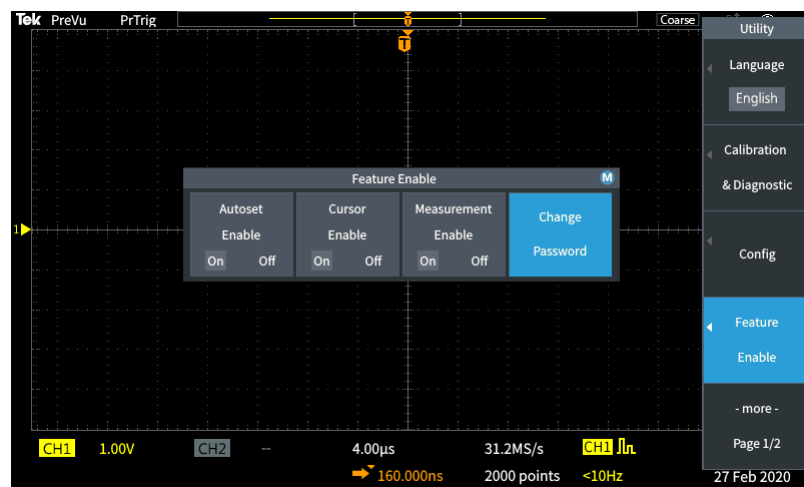 Tek PreVu PrTrig Coarse
T
T
Utility
Language
English
Calibration
& Diagnostic
Config
Feature
Enable
- more -
Page 1/2
Feature Enable M
Autoset
Enable
On Off
Cursor
Enable
On Off
Measurement
Enable
On Off
Change
Password
1
CH1 1.00V CH2 -- 4.00µs 31.2MS/s CH1
160.000ns 2000 points <10Hz 27 Feb 2020